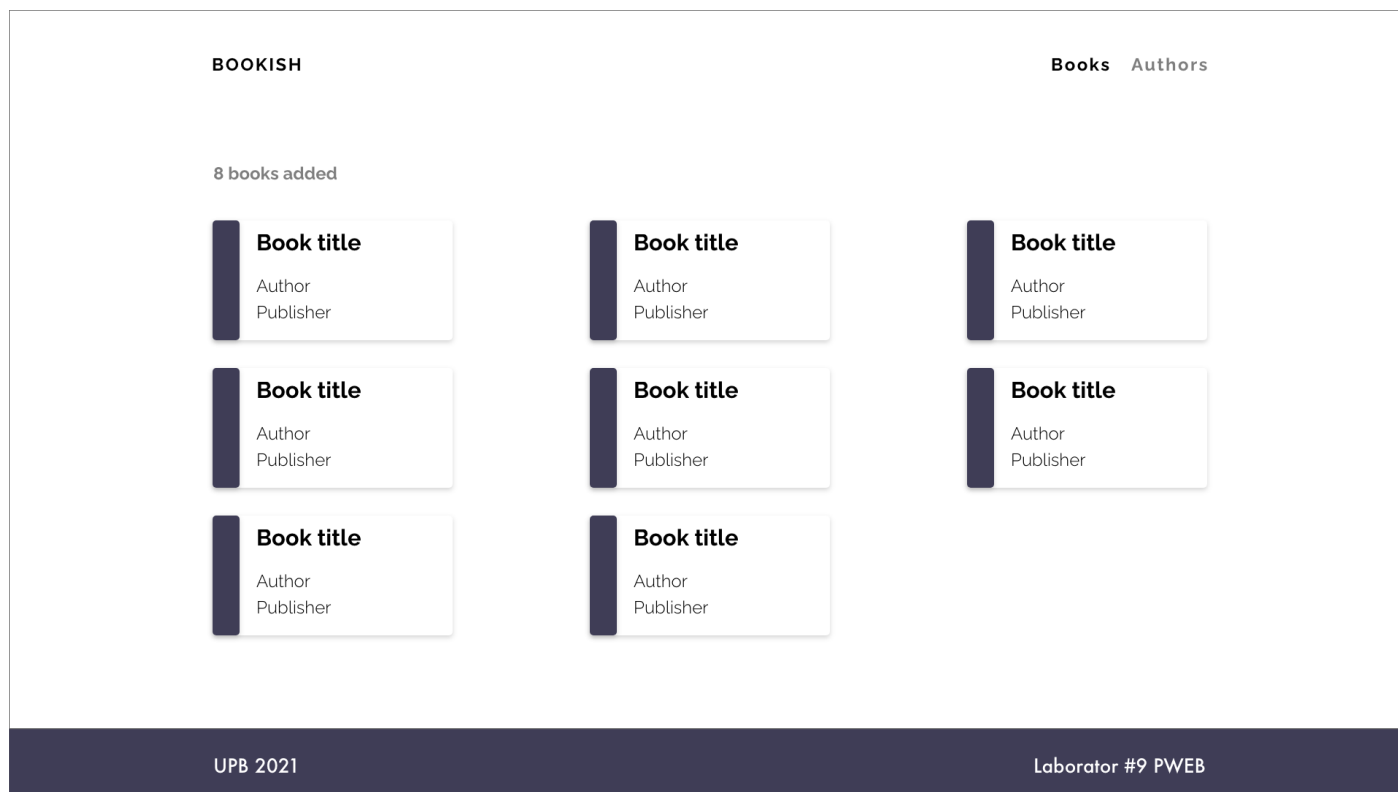 BOOKISH
Books Authors
8 books added
Book title
Author
Publisher
Book title
Author
Publisher
Book title
Author
Publisher
Book title
Author
Publisher
Book title
Author
Publisher
Book title
Author
Publisher
Book title
Author
Publisher
Book title
Author
Publisher
UPB 2021
Laborator #9 PWEB